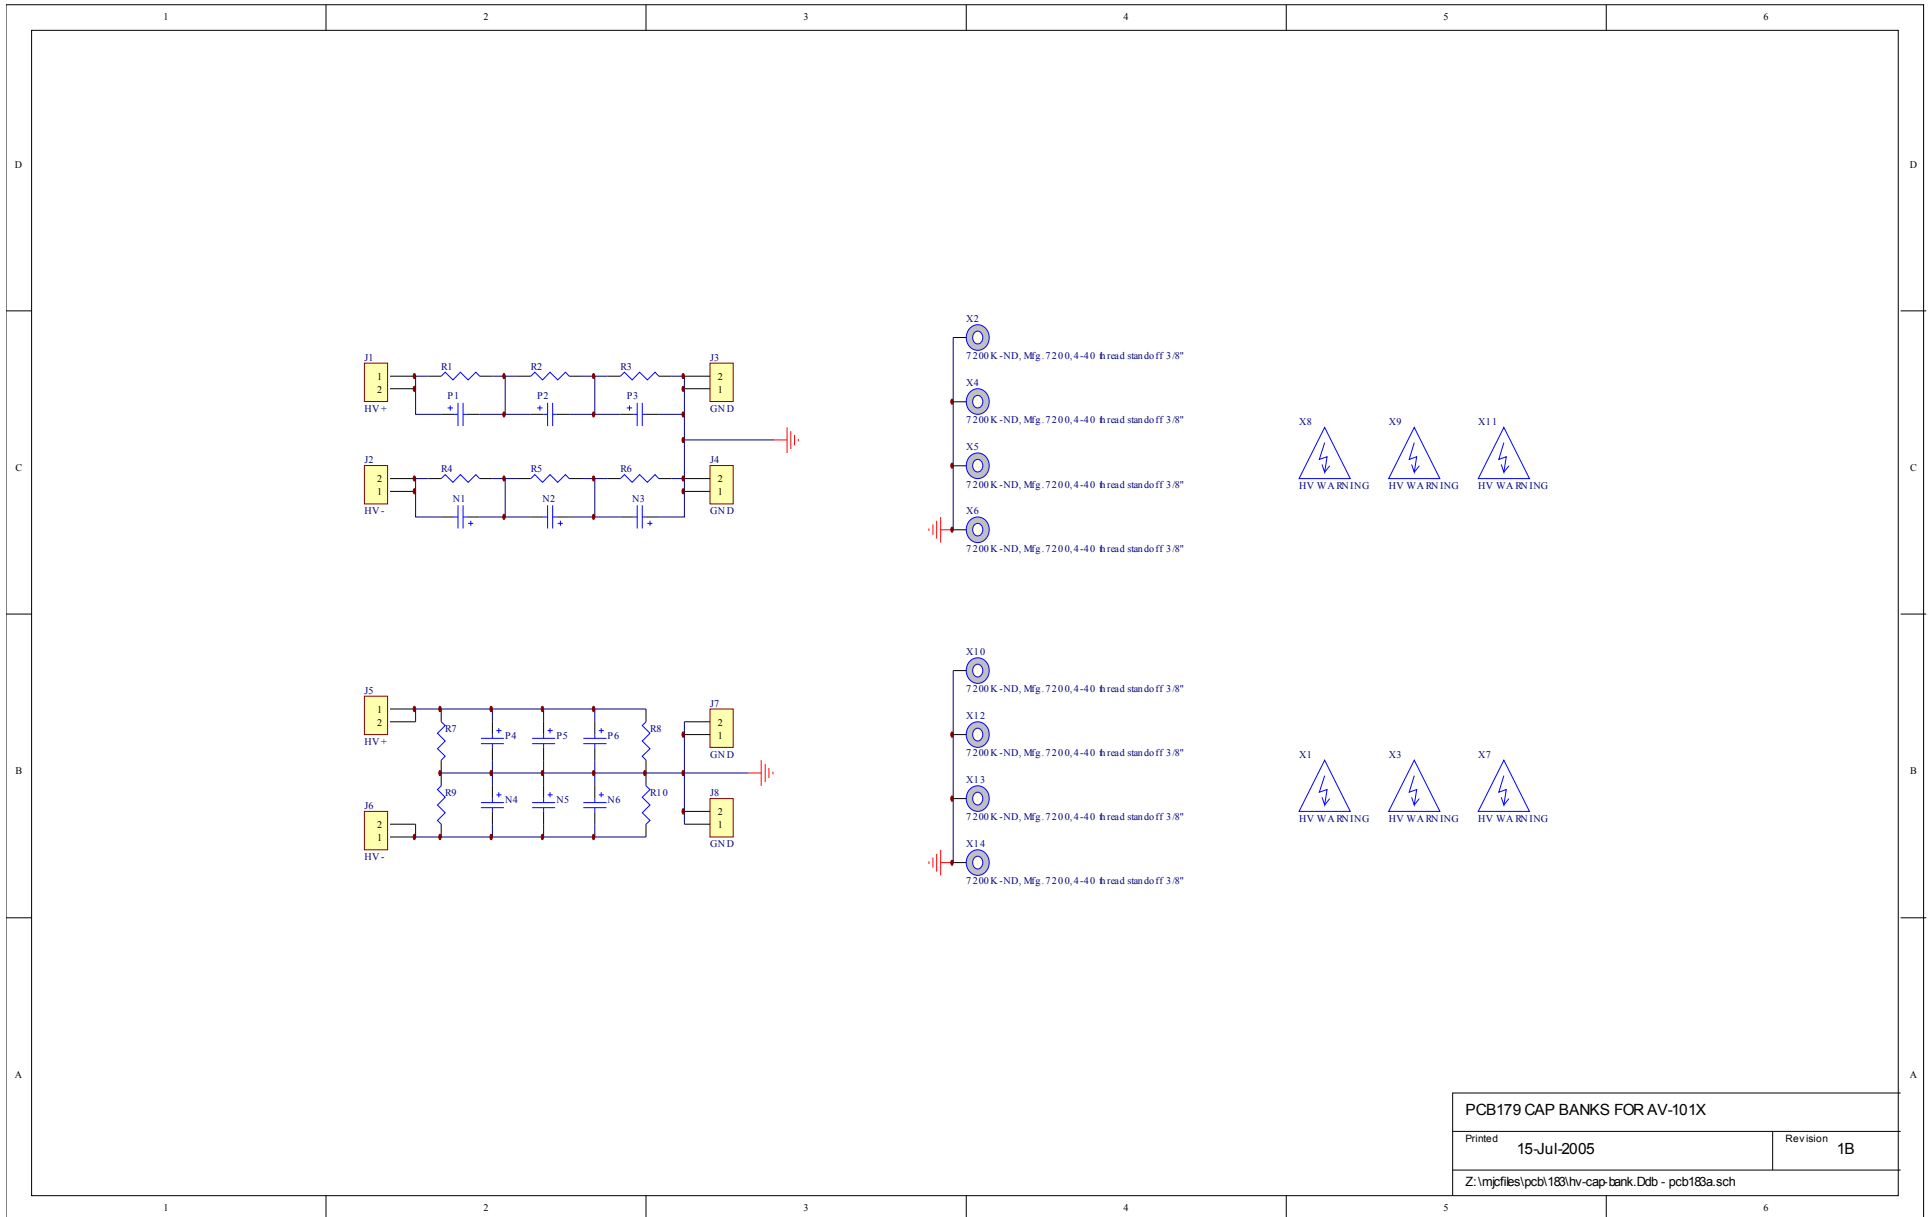 1 2 3 4 5 6
D D
J1
1
2
HV+
R1 R2 R3
P1 P2 P3
+ + +
J3
2
1
GND
J2
2
1
HV-
R4 R5 R6
N1 N2 N3
+ + +
J4
2
1
GND
X2
7200K-ND, Mfg. 7200, 4-40 thread standoff 3/8"
X4
7200K-ND, Mfg. 7200, 4-40 thread standoff 3/8"
X5
7200K-ND, Mfg. 7200, 4-40 thread standoff 3/8"
X6
7200K-ND, Mfg. 7200, 4-40 thread standoff 3/8"
X8 X9 X11
HV WARNING HV WARNING HV WARNING
C C
J5
1
2
HV+
R7 P4 P5 P6 R8
+ + +
J7
2
1
GND
J6
2
1
HV-
R9 N4 N5 N6 R10
+ + +
J8
2
1
GND
X10
7200K-ND, Mfg. 7200, 4-40 thread standoff 3/8"
X12
7200K-ND, Mfg. 7200, 4-40 thread standoff 3/8"
X13
7200K-ND, Mfg. 7200, 4-40 thread standoff 3/8"
X14
7200K-ND, Mfg. 7200, 4-40 thread standoff 3/8"
X1 X3 X7
HV WARNING HV WARNING HV WARNING
B B
A A
PCB179 CAP BANKS FOR AV-101X
Printed 15-Jul-2005 Revision 1B
Z:\mjcfiles\pcb\183\hv-cap-bank.Ddb - pcb183a.sch
1 2 3 4 5 6